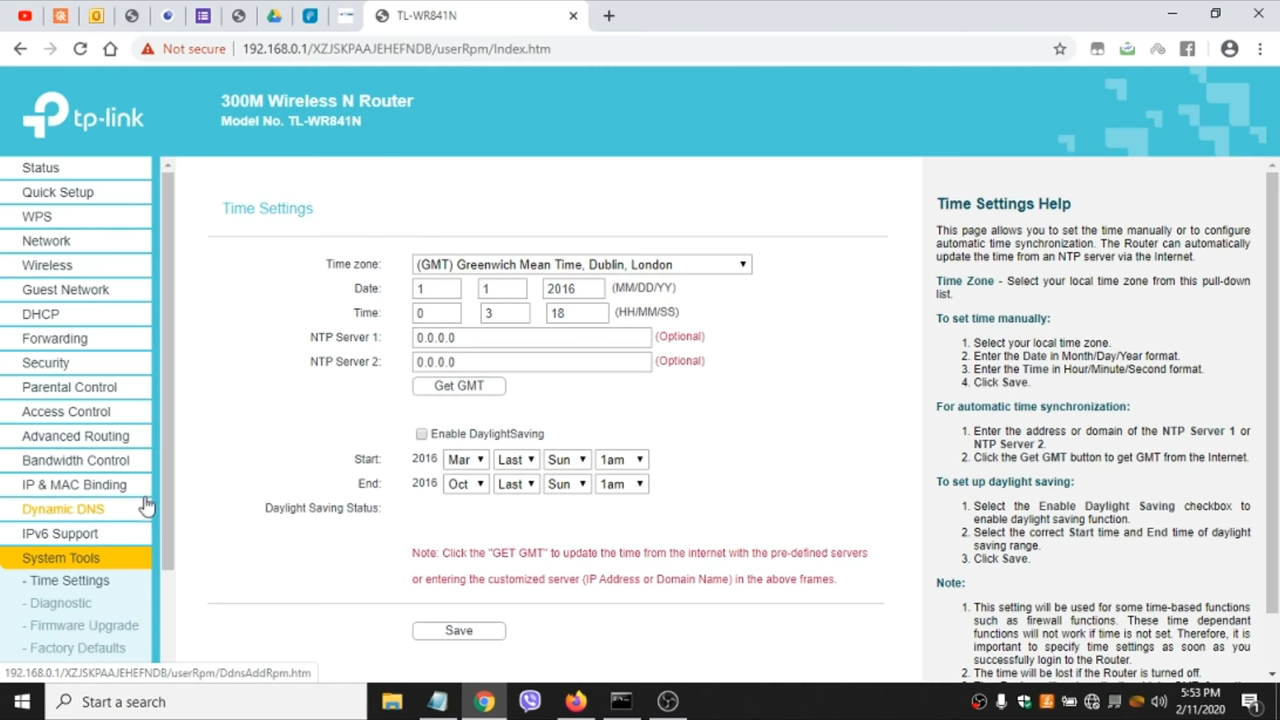 TL-WR841N
Not secure
192.168.0.1/XZJSKPAAJEHEFNDB/userRpm/Index.htm
tp-link
300M Wireless N Router
Model No. TL-WR841N
Status
Quick Setup
WPS
Network
Wireless
Guest Network
DHCP
Forwarding
Security
Parental Control
Access Control
Advanced Routing
Bandwidth Control
IP & MAC Binding
Dynamic DNS
IPv6 Support
System Tools
- Time Settings
- Diagnostic
- Firmware Upgrade
- Factory Defaults
Time Settings
Time zone: (GMT) Greenwich Mean Time, Dublin, London
Date: 1 1 2016 (MM/DD/YY)
Time: 0 3 18 (HH/MM/SS)
NTP Server 1: 0.0.0.0 (Optional)
NTP Server 2: 0.0.0.0 (Optional)
Get GMT
Enable DaylightSaving
Start: 2016 Mar Last Sun 1am
End: 2016 Oct Last Sun 1am
Daylight Saving Status:
Note: Click the "GET GMT" to update the time from the internet with the pre-defined servers
or entering the customized server (IP Address or Domain Name) in the above frames.
Save
Time Settings Help
This page allows you to set the time manually or to configure
automatic time synchronization. The Router can automatically
update the time from an NTP server via the Internet.
Time Zone - Select your local time zone from this pull-down
list.
To set time manually:
1. Select your local time zone.
2. Enter the Date in Month/Day/Year format.
3. Enter the Time in Hour/Minute/Second format.
4. Click Save.
For automatic time synchronization:
1. Enter the address or domain of the NTP Server 1 or
NTP Server 2.
2. Click the Get GMT button to get GMT from the Internet.
To set up daylight saving:
1. Select the Enable Daylight Saving checkbox to
enable daylight saving function.
2. Select the correct Start time and End time of daylight
saving range.
3. Click Save.
Note:
1. This setting will be used for some time-based functions
such as firewall functions. These time dependant
functions will not work if time is not set. Therefore, it is
important to specify time settings as soon as you
successfully login to the Router.
2. The time will be lost if the Router is turned off.
192.168.0.1/XZJSKPAAJEHEFNDB/userRpm/DdnsAddRpm.htm
Start a search
5:53 PM
2/11/2020